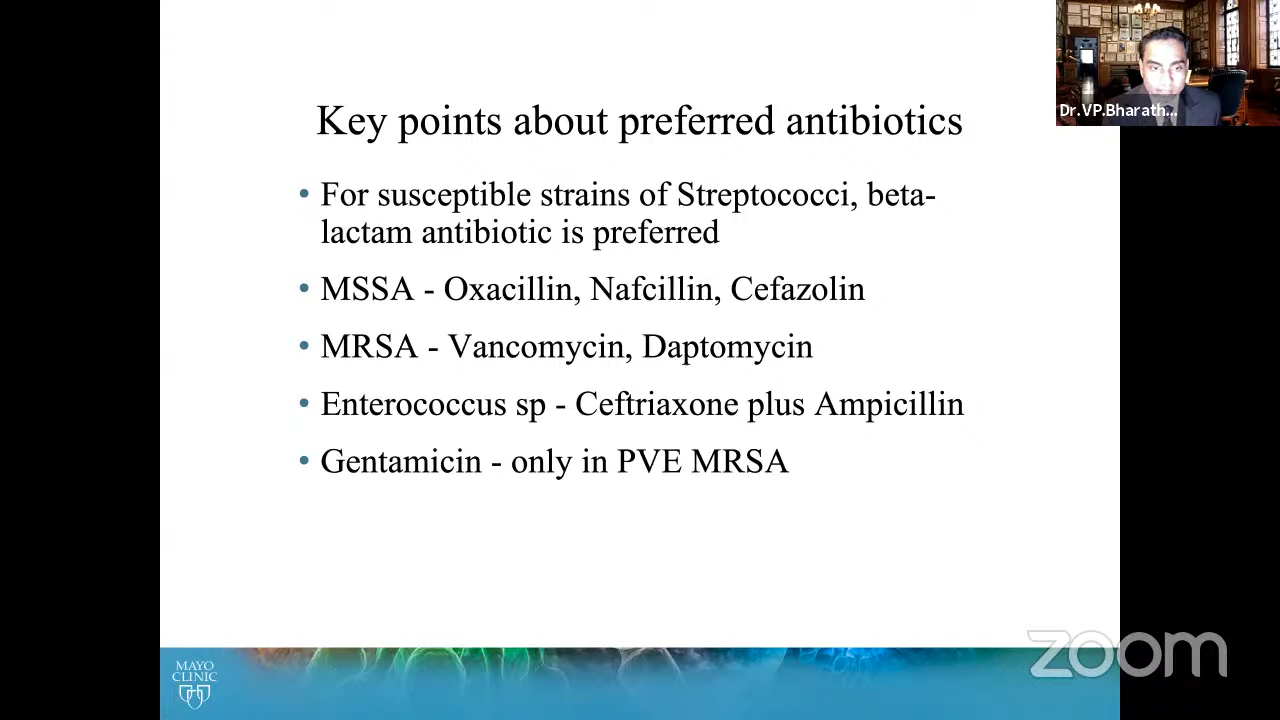 Key points about preferred antibiotics
Dr.VP.Bharath...
• For susceptible strains of Streptococci, beta-
lactam antibiotic is preferred
• MSSA - Oxacillin, Nafcillin, Cefazolin
• MRSA - Vancomycin, Daptomycin
• Enterococcus sp - Ceftriaxone plus Ampicillin
• Gentamicin - only in PVE MRSA
zoom
MAYO
CLINIC